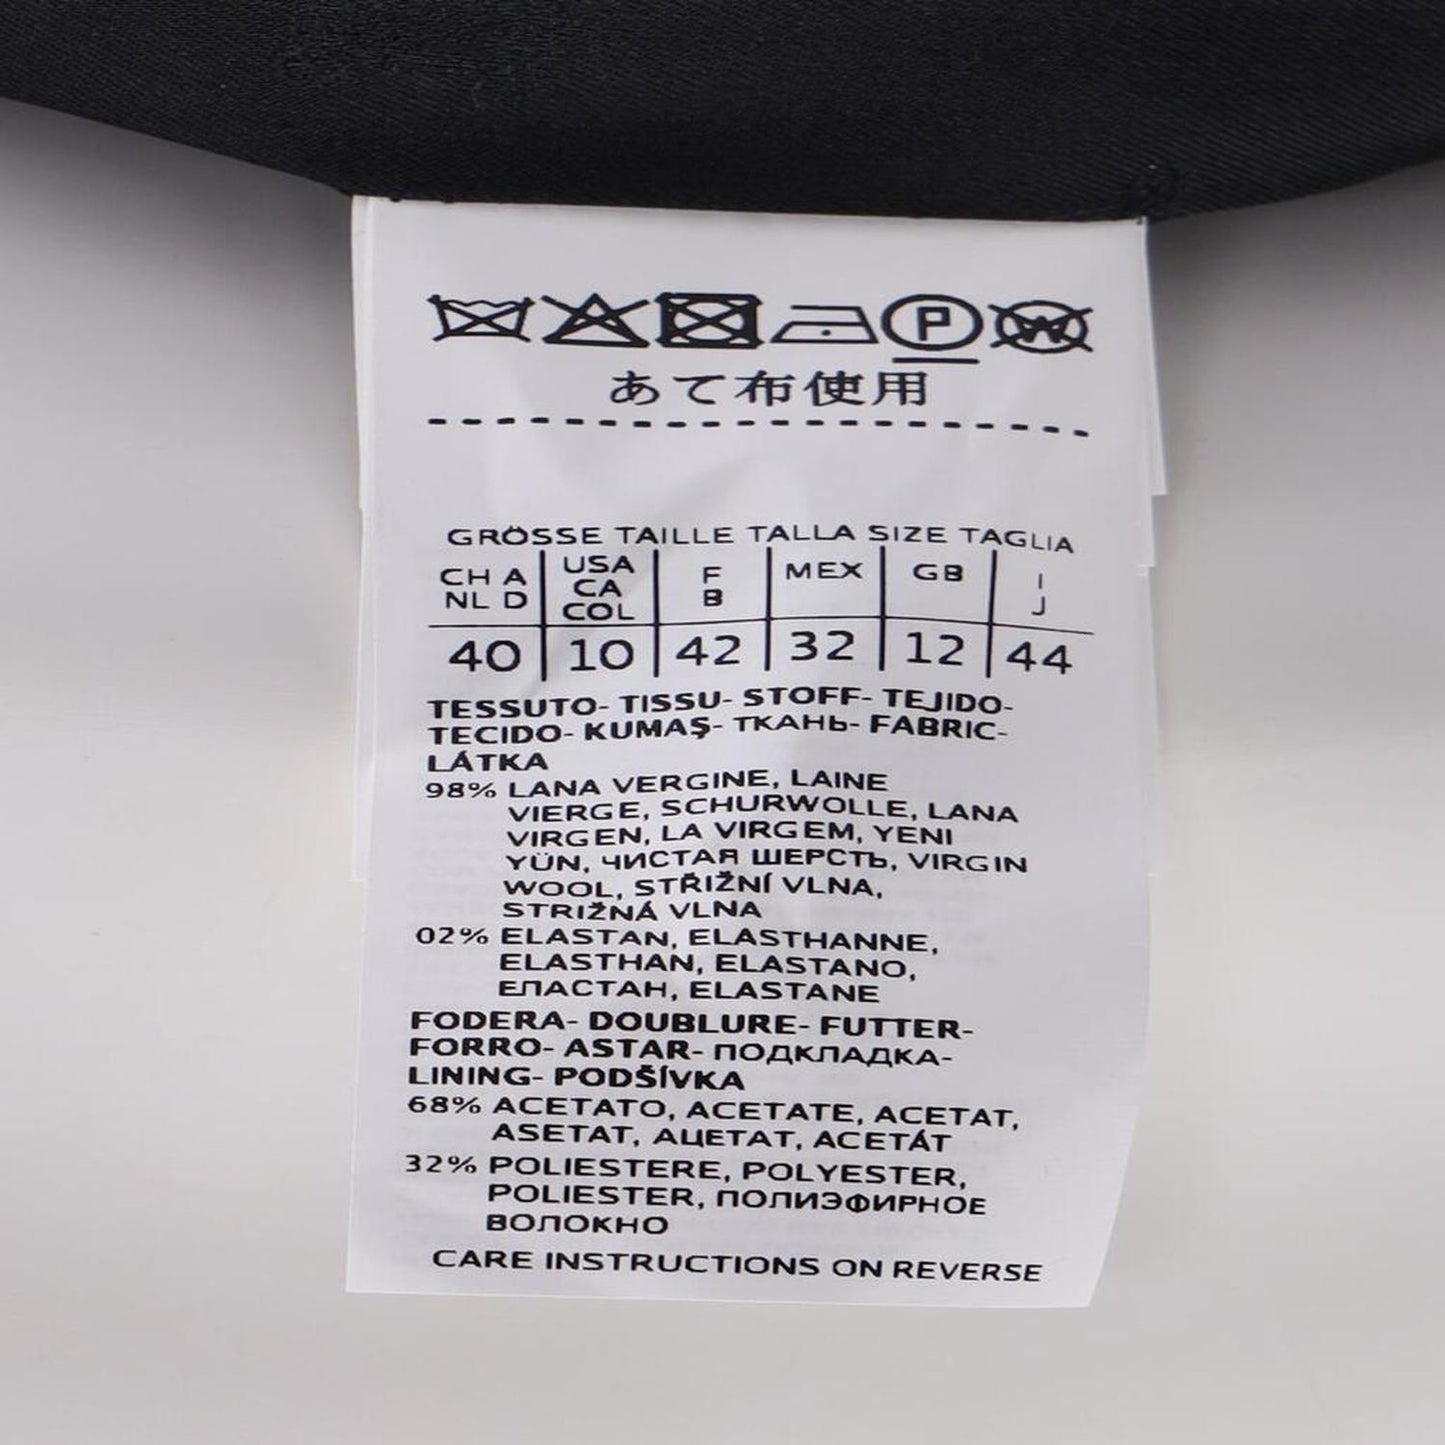 P W
あて布使用
GRÖSSE TAILLE TALLA SIZE TAGLIA
CH A NL D USA CA COL F B MEX GB I J
40 10 42 32 12 44
TESSUTO- TISSU- STOFF- TEJIDO-
TECIDO- KUMAŞ- ТКАНЬ- FABRIC-
LÁTKA
98% LANA VERGINE, LAINE
VIERGE, SCHURWOLLE, LANA
VIRGEN, LA VIRGEM, YENI
YÜN, ЧИСТАЯ ШЕРСТЬ, VIRGIN
WOOL, STŘIŽNÍ VLNA,
STRIŽNÁ VLNA
02% ELASTAN, ELASTHANNE,
ELASTHAN, ELASTANO,
ЕЛАСТАН, ELASTANE
FODERA- DOUBLURE- FUTTER-
FORRO- ASTAR- ПОДКЛАДКА-
LINING- PODŠÍVKA
68% ACETATO, ACETATE, ACETAT,
ASETAT, АЦЕТАТ, ACETÁT
32% POLIESTERE, POLYESTER,
POLIESTER, ПОЛИЭФИРНОЕ
ВОЛОКНО
CARE INSTRUCTIONS ON REVERSE